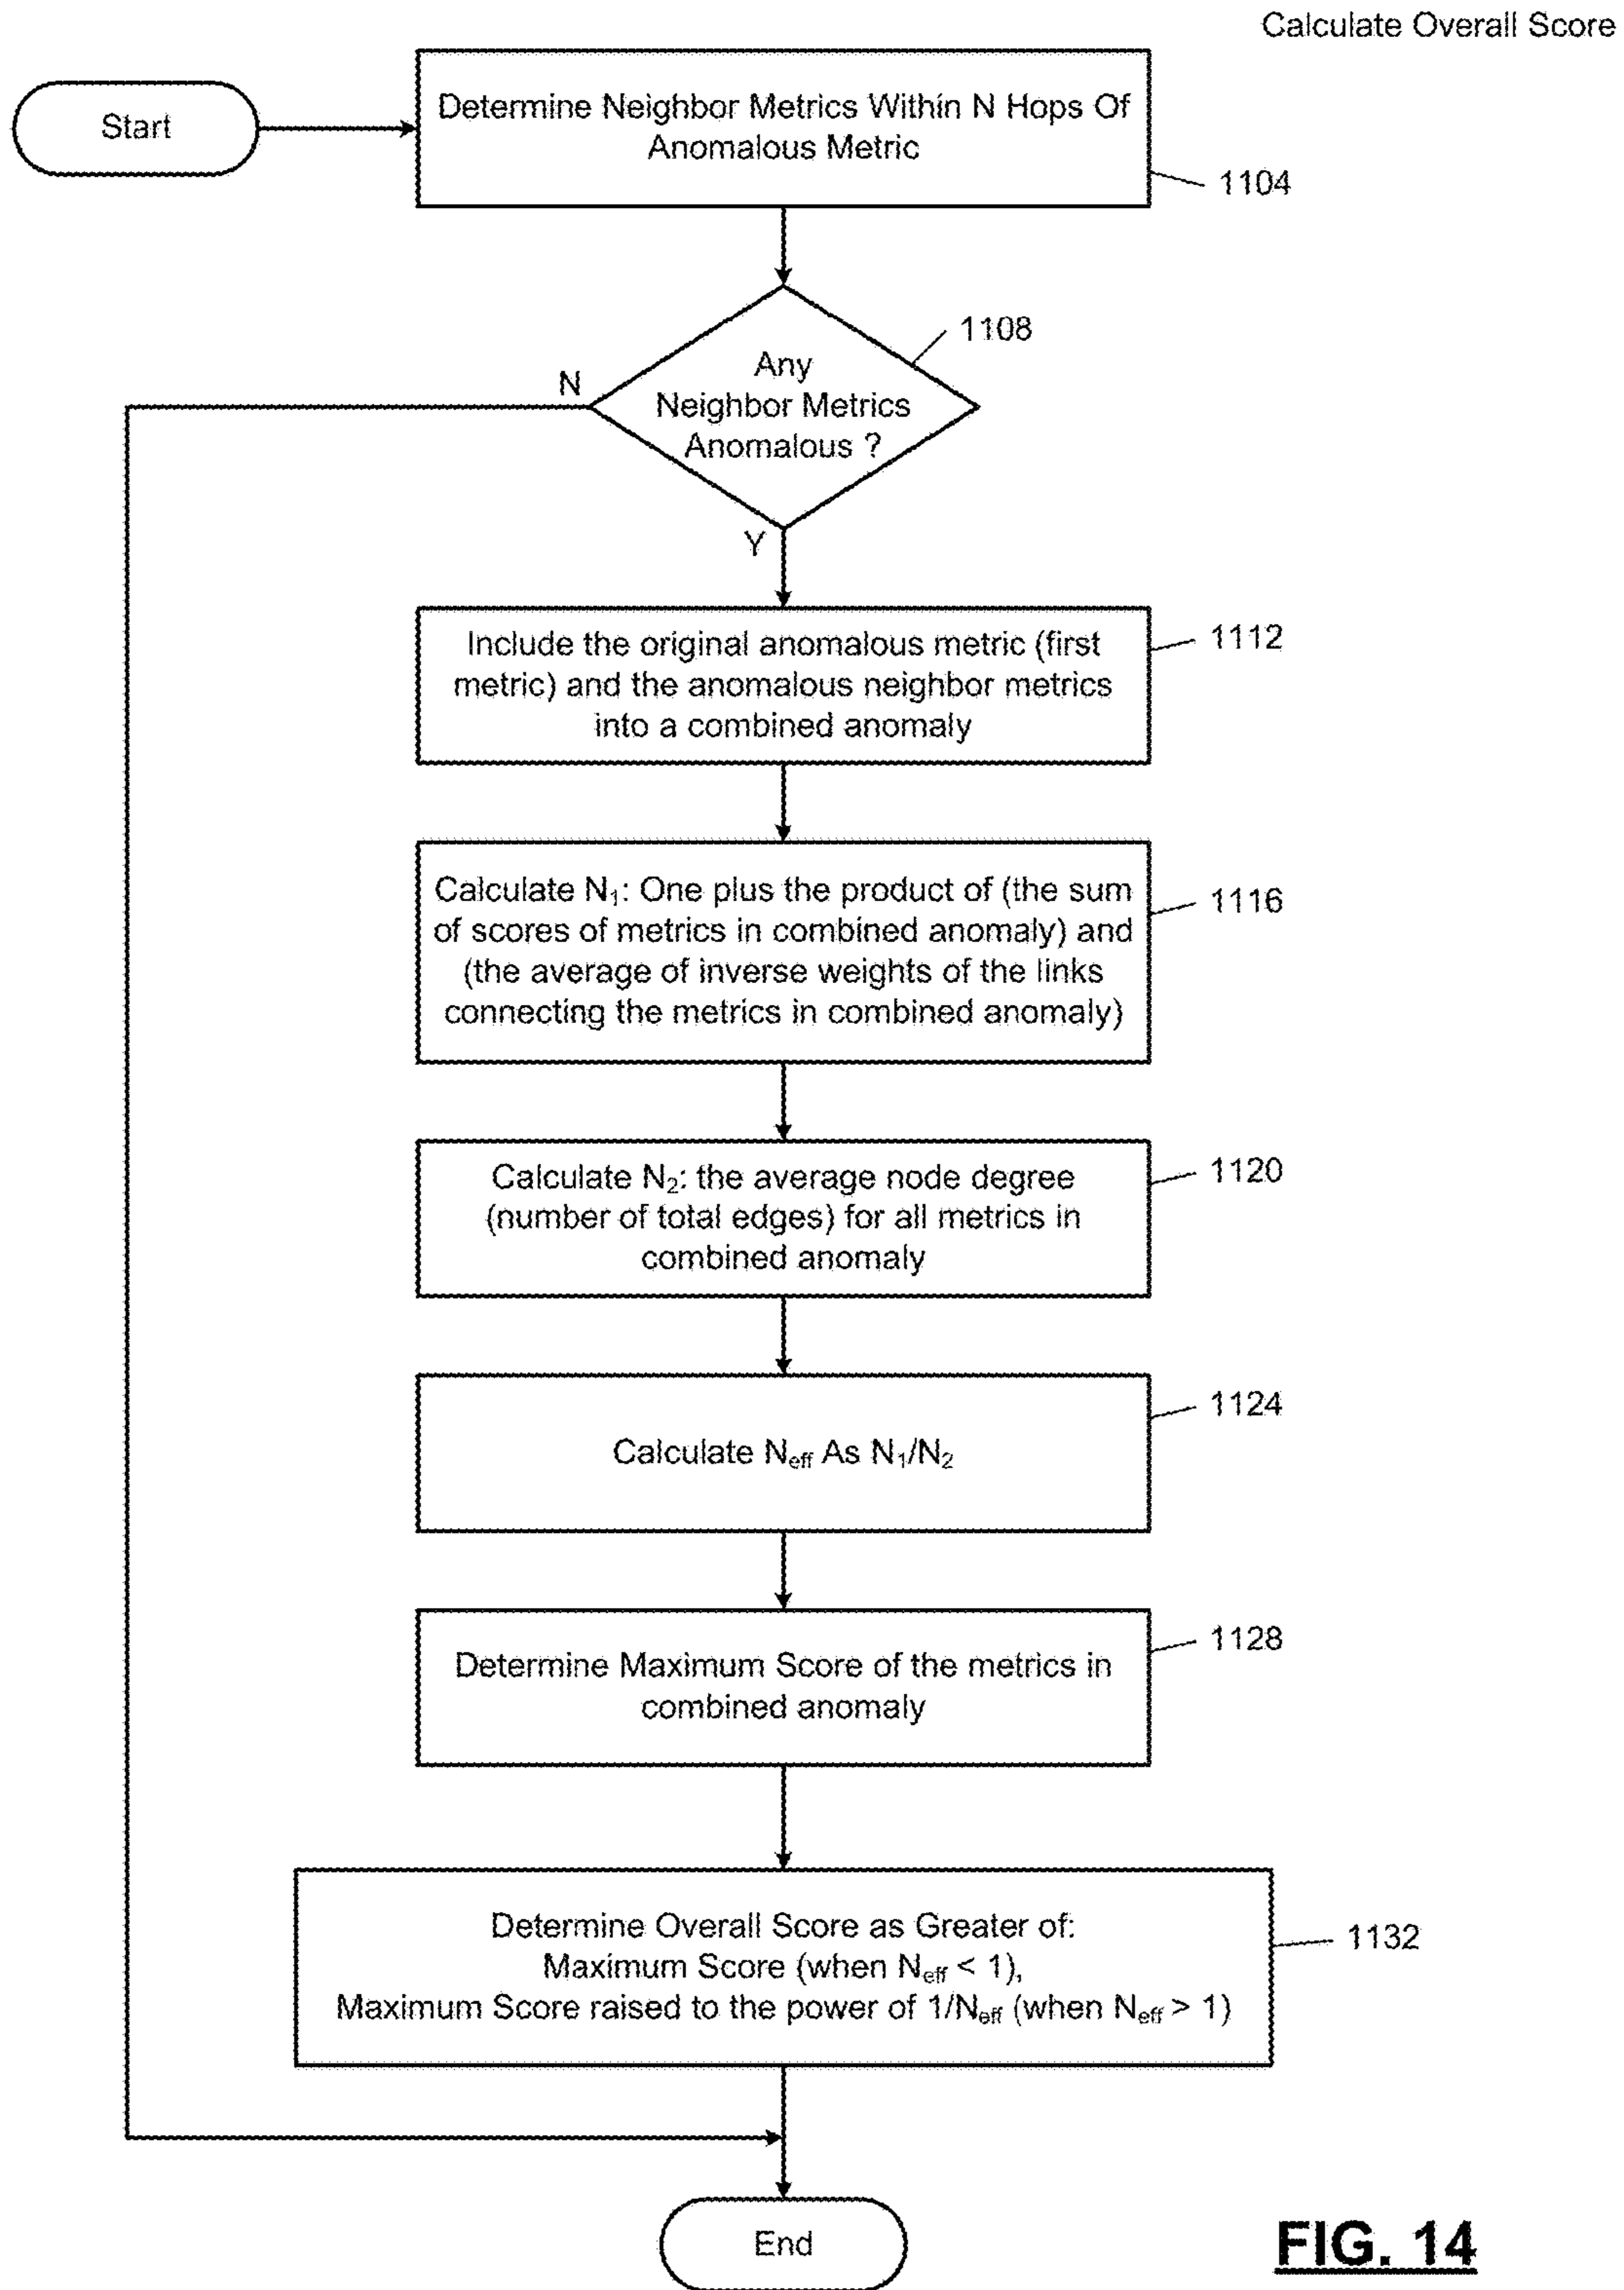 Calculate Overall Score
Start
Determine Neighbor Metrics Within N Hops Of
Anomalous Metric
1104
1108
Any
Neighbor Metrics
Anomalous ?
N
Y
Include the original anomalous metric (first
metric) and the anomalous neighbor metrics
into a combined anomaly
1112
Calculate N₁: One plus the product of (the sum
of scores of metrics in combined anomaly) and
(the average of inverse weights of the links
connecting the metrics in combined anomaly)
1116
Calculate N₂: the average node degree
(number of total edges) for all metrics in
combined anomaly
1120
Calculate Neff As N₁/N₂
1124
Determine Maximum Score of the metrics in
combined anomaly
1128
Determine Overall Score as Greater of:
Maximum Score (when Neff < 1),
Maximum Score raised to the power of 1/Neff (when Neff > 1)
1132
End
FIG. 14